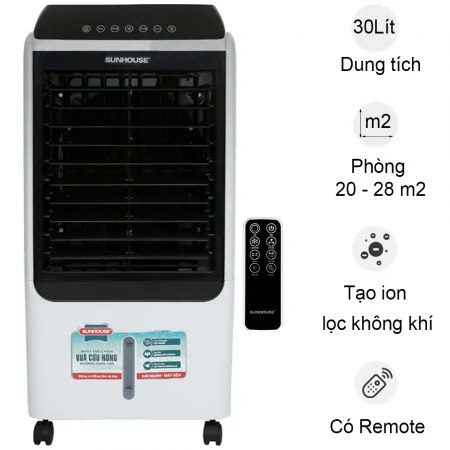 SUNHOUSE
SUNHOUSE
VUA CỨU NÓNG
SUNHOUSE
30Lít
Dung tích
m2
Phòng
20 - 28 m2
Tạo ion
lọc không khí
Có Remote